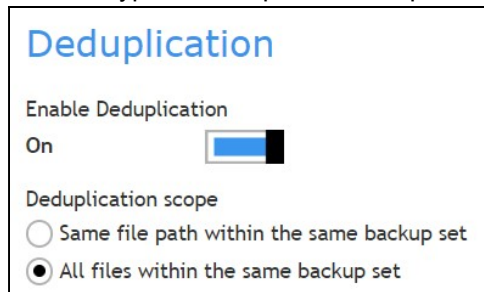 Deduplication
Enable Deduplication
On
Deduplication scope
Same file path within the same backup set
All files within the same backup set